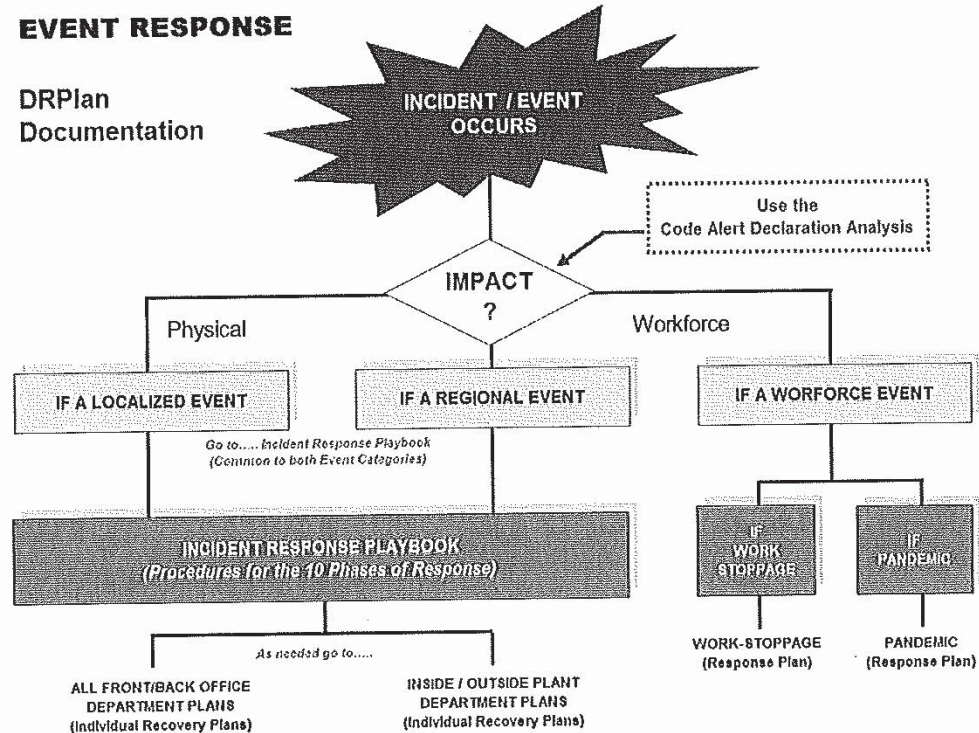 EVENT RESPONSE
DRPlan
Documentation
INCIDENT / EVENT
OCCURS
Use the
Code Alert Declaration Analysis
IMPACT
?
Physical
Workforce
IF A LOCALIZED EVENT
IF A REGIONAL EVENT
IF A WORFORCE EVENT
Go to..... Incident Response Playbook
(Common to both Event Categories)
INCIDENT RESPONSE PLAYBOOK
(Procedures for the 10 Phases of Response)
IF
WORK
STOPPAGE
IF
PANDEMIC
As needed go to.....
WORK-STOPPAGE
(Response Plan)
PANDEMIC
(Response Plan)
ALL FRONT/BACK OFFICE
DEPARTMENT PLANS
(Individual Recovery Plans)
INSIDE / OUTSIDE PLANT
DEPARTMENT PLANS
(Individual Recovery Plans)